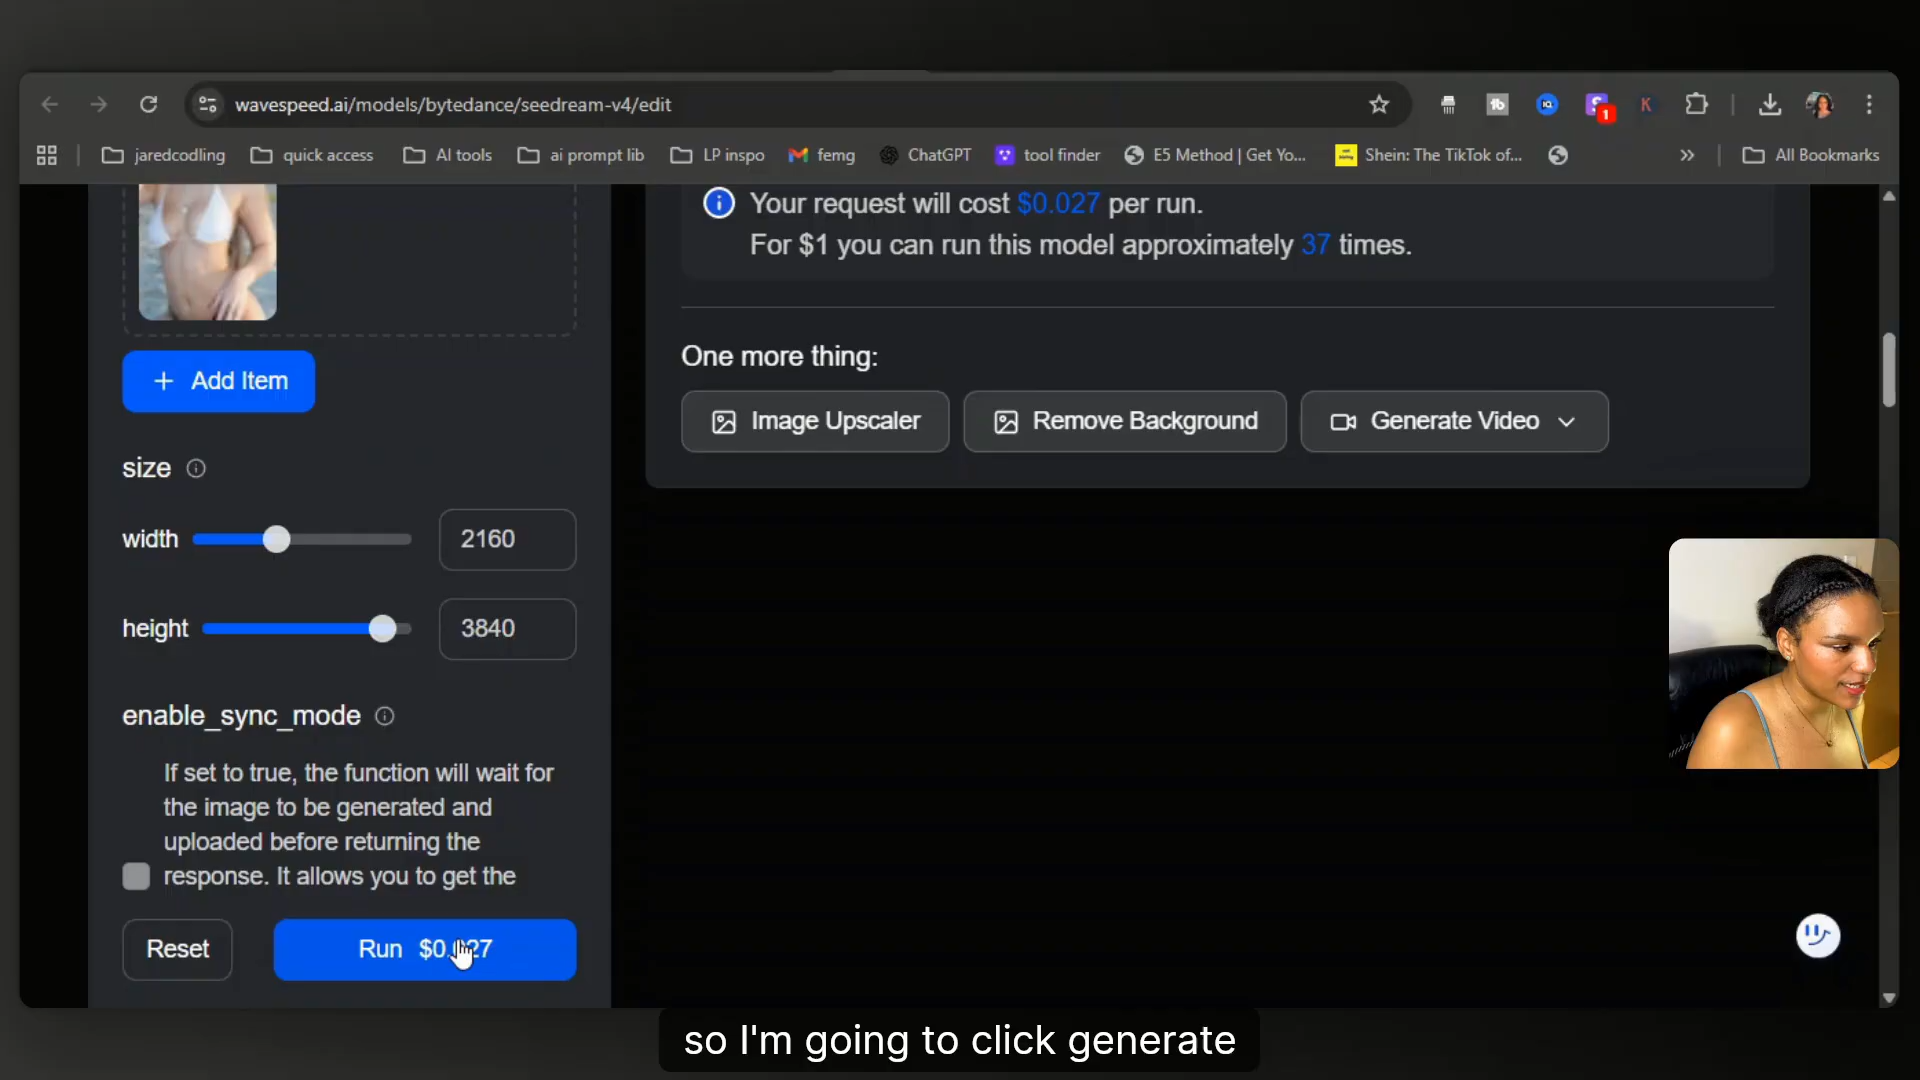 wavespeed.ai/models/bytedance/seedream-v4/edit
1
K
jaredcodling
quick access
AI tools
ai prompt lib
LP inspo
femg
ChatGPT
tool finder
E5 Method | Get Yo...
Shein: The TikTok of...
»
All Bookmarks
Your request will cost $0.027 per run.
For $1 you can run this model approximately 37 times.
+ Add Item
One more thing:
Image Upscaler
Remove Background
Generate Video
size
width
2160
height
3840
enable_sync_mode
If set to true, the function will wait for
the image to be generated and
uploaded before returning the
response. It allows you to get the
Reset
Run $0.027
so I'm going to click generate